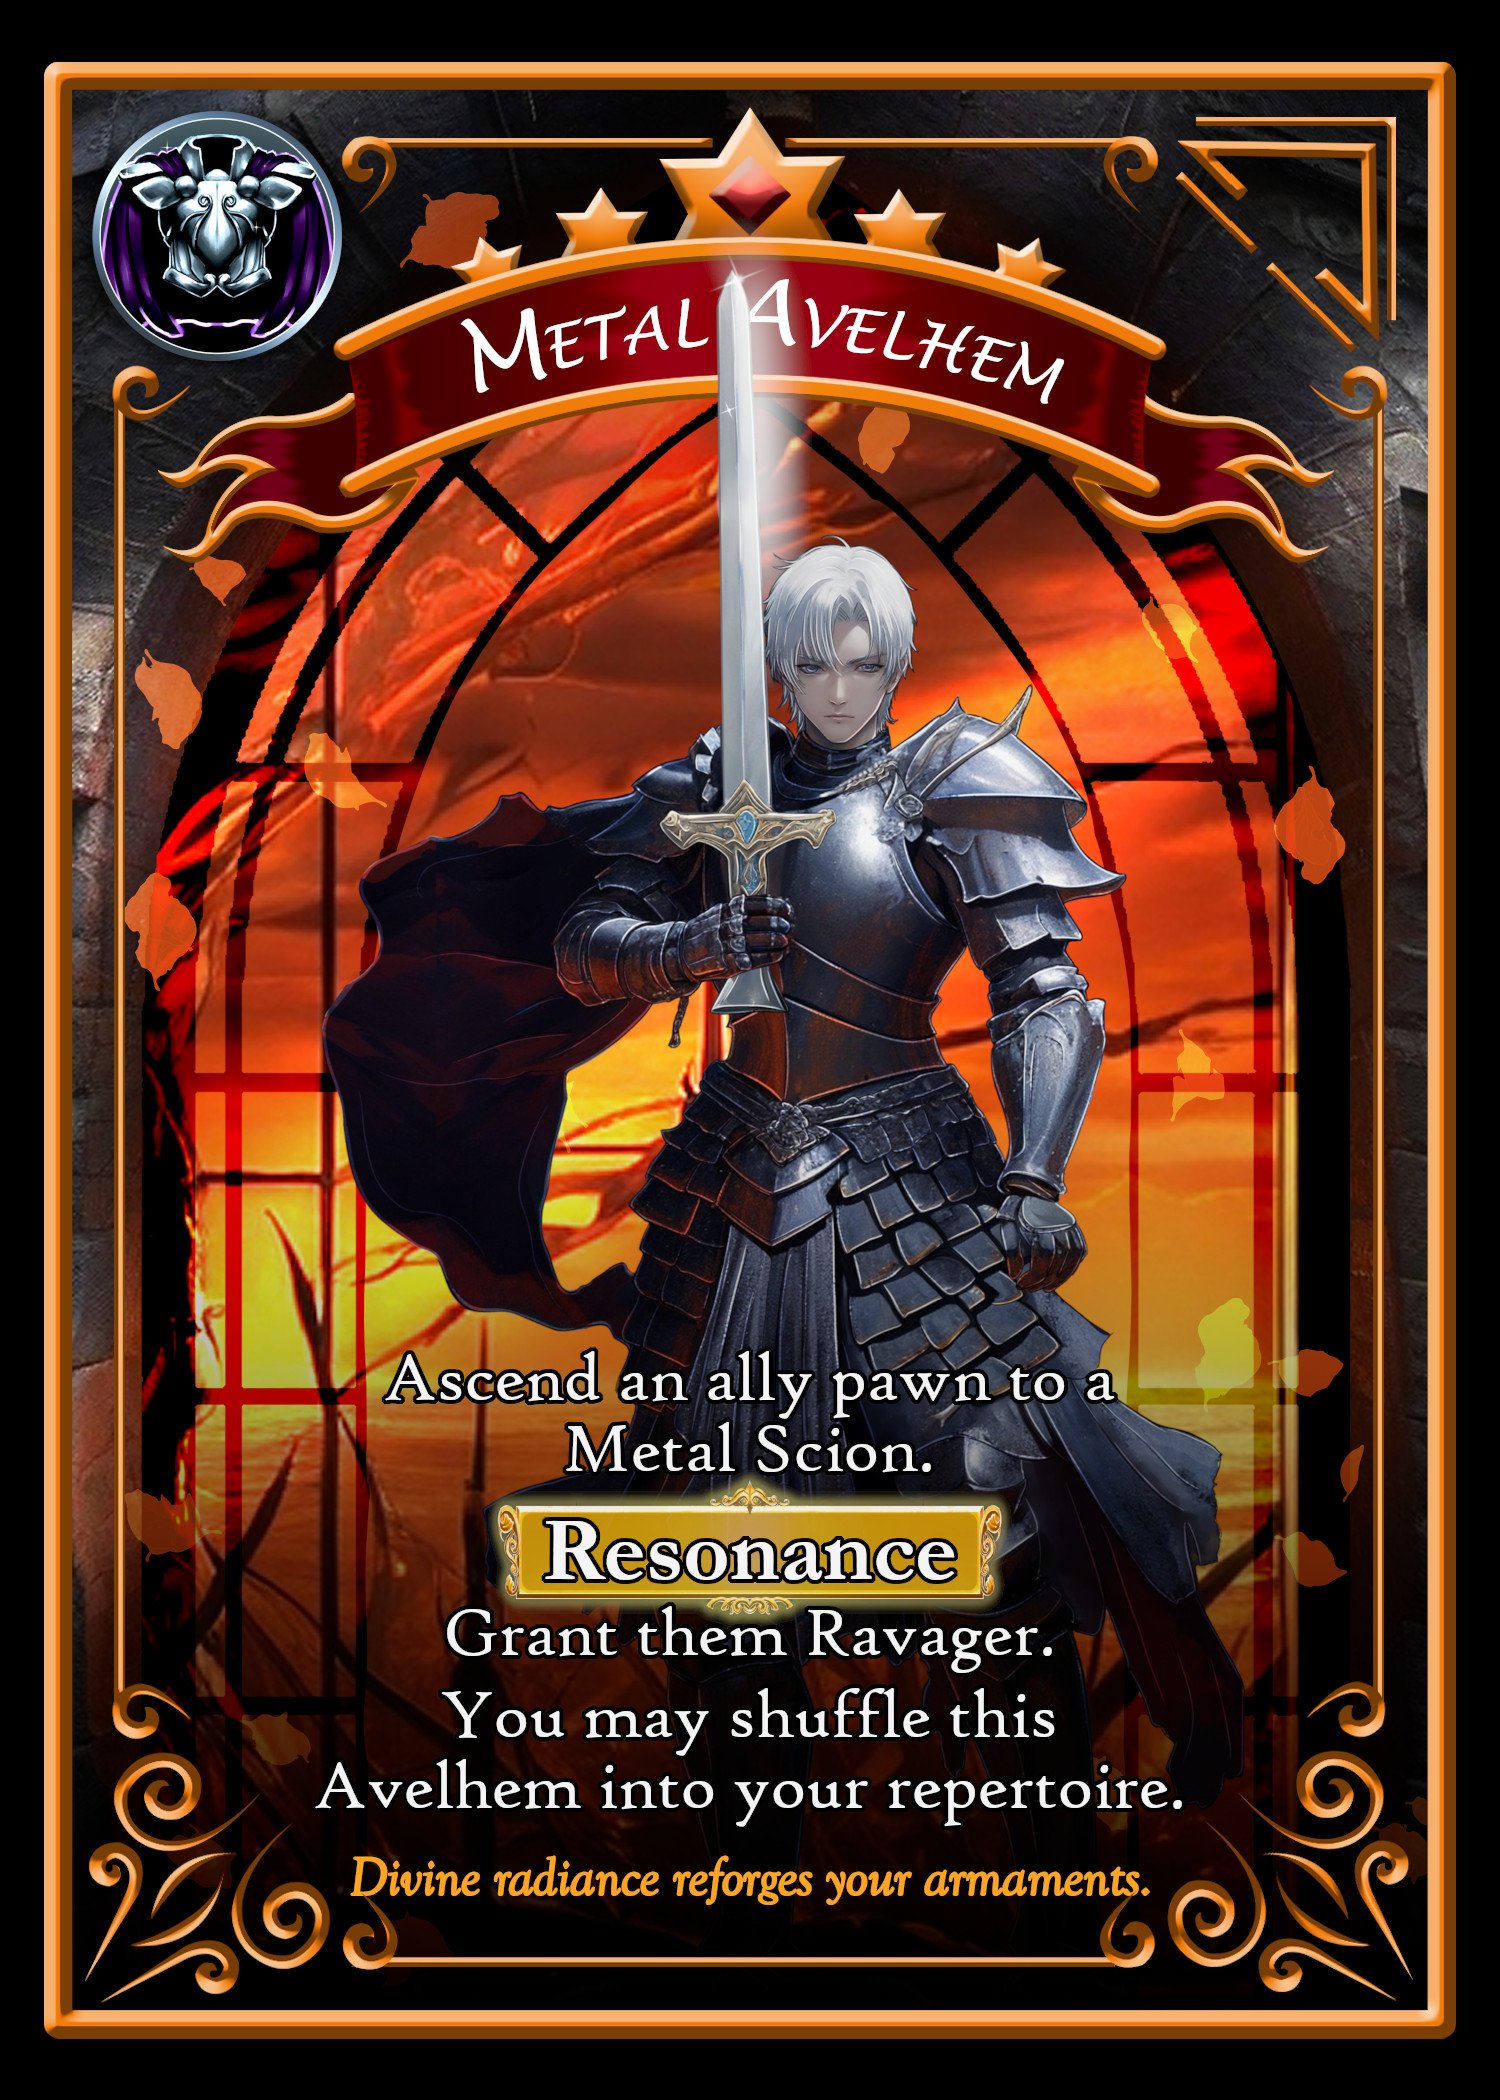 Metal Avelhem
Ascend an ally pawn to a
Metal Scion.
Resonance
Grant them Ravager.
You may shuffle this
Avelhem into your repertoire.
Divine radiance reforges your armaments.